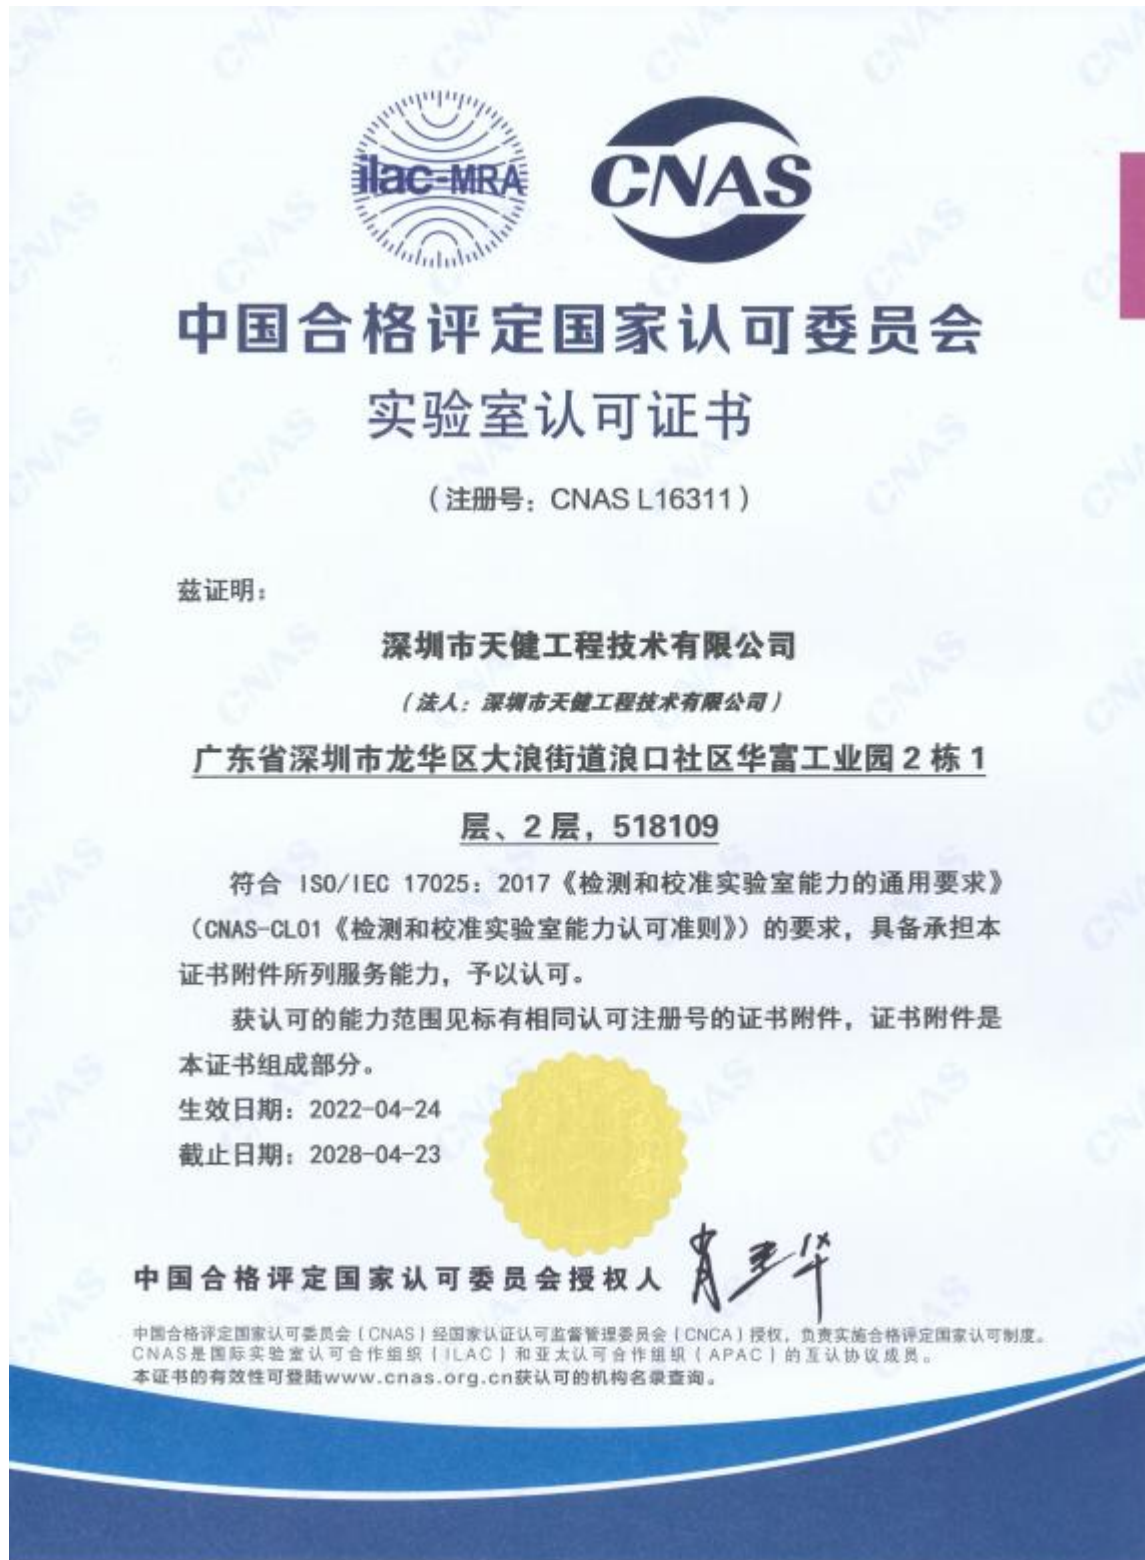 ilac-MRA
CNAS
中国合格评定国家认可委员会
实验室认可证书
（注册号：CNAS L16311）
兹证明：
深圳市天健工程技术有限公司
（法人：深圳市天健工程技术有限公司）
广东省深圳市龙华区大浪街道浪口社区华富工业园 2 栋 1
层、2 层，518109
符合 ISO/IEC 17025：2017《检测和校准实验室能力的通用要求》
（CNAS-CL01《检测和校准实验室能力认可准则》）的要求，具备承担本
证书附件所列服务能力，予以认可。
获认可的能力范围见标有相同认可注册号的证书附件，证书附件是
本证书组成部分。
生效日期：2022-04-24
截止日期：2028-04-23
中国合格评定国家认可委员会授权人
中国合格评定国家认可委员会（CNAS）经国家认证认可监督管理委员会（CNCA）授权，负责实施合格评定国家认可制度。
CNAS是国际实验室认可合作组织（ILAC）和亚太认可合作组织（APAC）的互认协议成员。
本证书的有效性可登陆www.cnas.org.cn获认可的机构名录查询。